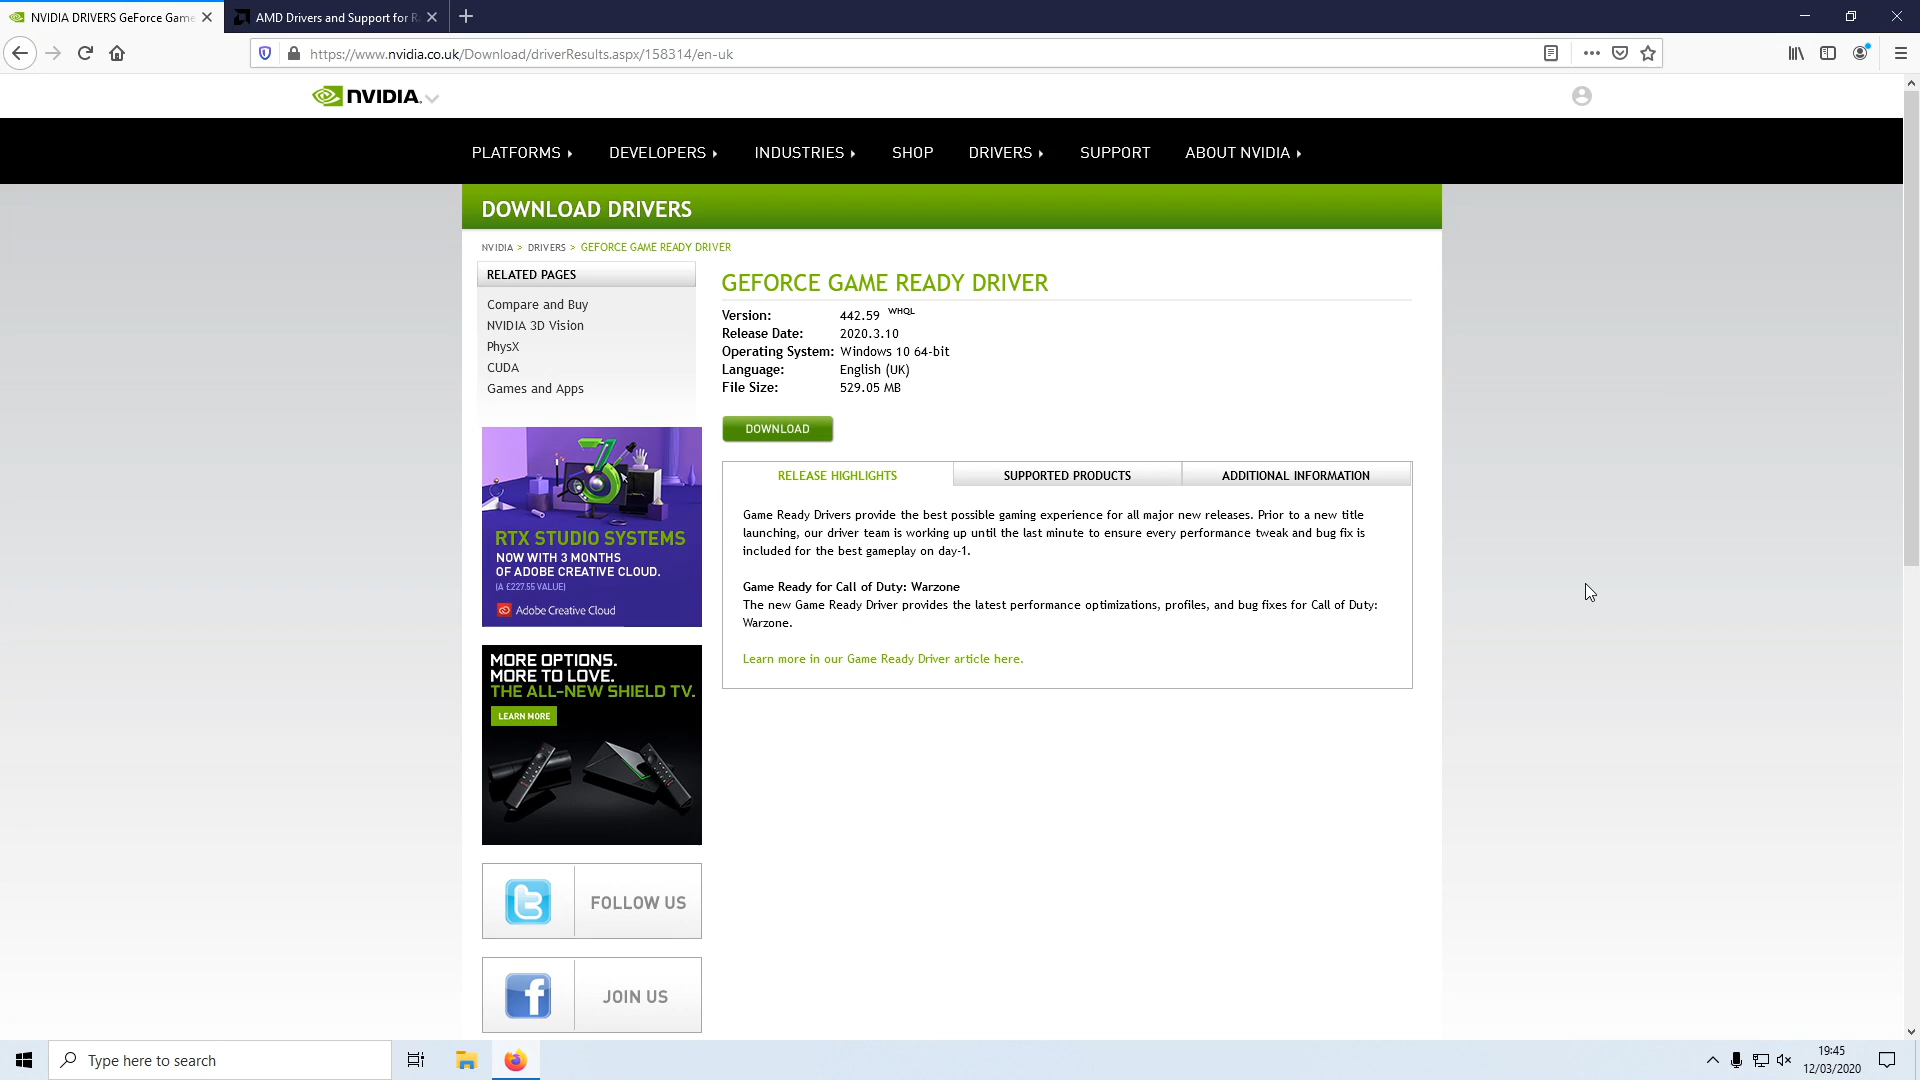 NVIDIA DRIVERS GeForce Game
AMD Drivers and Support for R
https://www.nvidia.co.uk/Download/driverResults.aspx/158314/en-uk
NVIDIA.
PLATFORMS
DEVELOPERS
INDUSTRIES
SHOP
DRIVERS
SUPPORT
ABOUT NVIDIA
DOWNLOAD DRIVERS
NVIDIA > DRIVERS > GEFORCE GAME READY DRIVER
RELATED PAGES
Compare and Buy
NVIDIA 3D Vision
PhysX
CUDA
Games and Apps
GEFORCE GAME READY DRIVER
Version: 442.59 WHQL
Release Date: 2020.3.10
Operating System: Windows 10 64-bit
Language: English (UK)
File Size: 529.05 MB
DOWNLOAD
RELEASE HIGHLIGHTS
SUPPORTED PRODUCTS
ADDITIONAL INFORMATION
Game Ready Drivers provide the best possible gaming experience for all major new releases. Prior to a new title
launching, our driver team is working up until the last minute to ensure every performance tweak and bug fix is
included for the best gameplay on day-1.
Game Ready for Call of Duty: Warzone
The new Game Ready Driver provides the latest performance optimizations, profiles, and bug fixes for Call of Duty:
Warzone.
Learn more in our Game Ready Driver article here.
RTX STUDIO SYSTEMS
NOW WITH 3 MONTHS
OF ADOBE CREATIVE CLOUD.
(A £227.55 VALUE)
Adobe Creative Cloud
MORE OPTIONS.
MORE TO LOVE.
THE ALL-NEW SHIELD TV.
LEARN MORE
FOLLOW US
JOIN US
Type here to search
19:45
12/03/2020